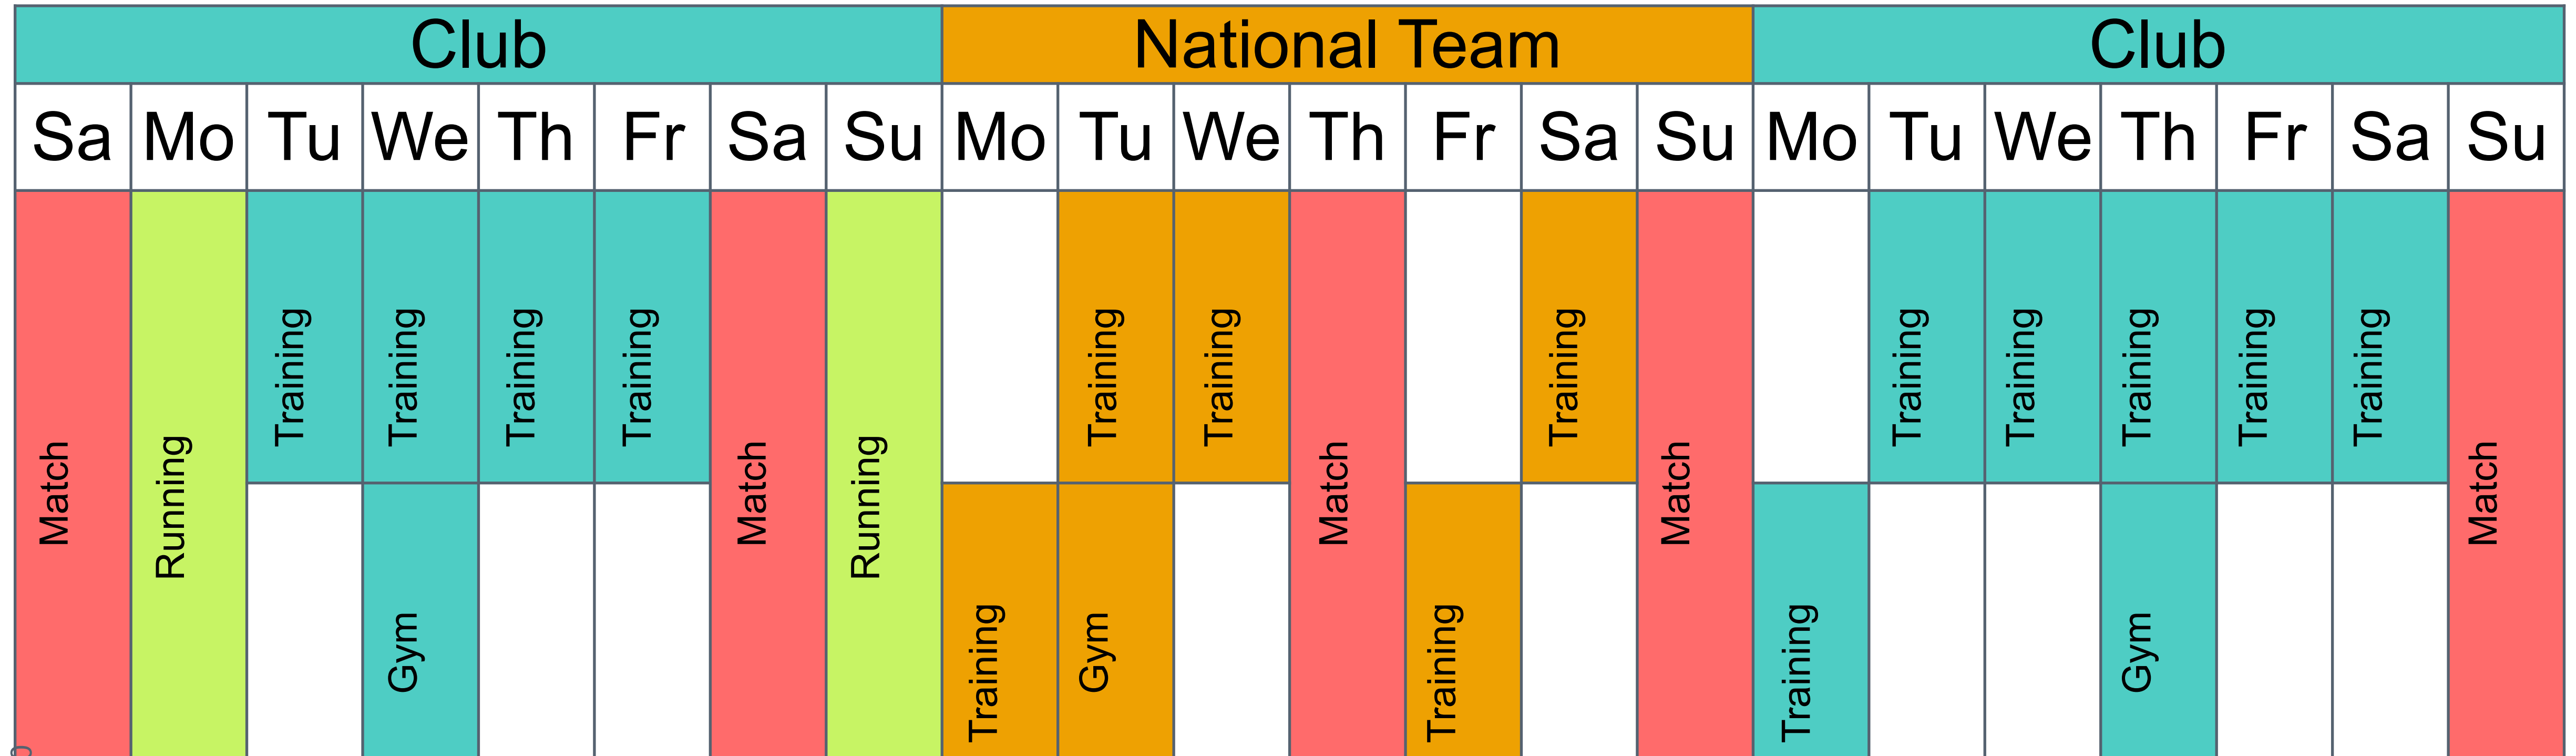 Club National Team Club
Sa Mo Tu We Th Fr Sa Su Mo Tu We Th Fr Sa Su Mo Tu We Th Fr Sa Su
Match Running Training Training Training Training Match Running Training Training Match Training Match Training Training Training Training Training Match
Gym Training Gym Training Training Gym